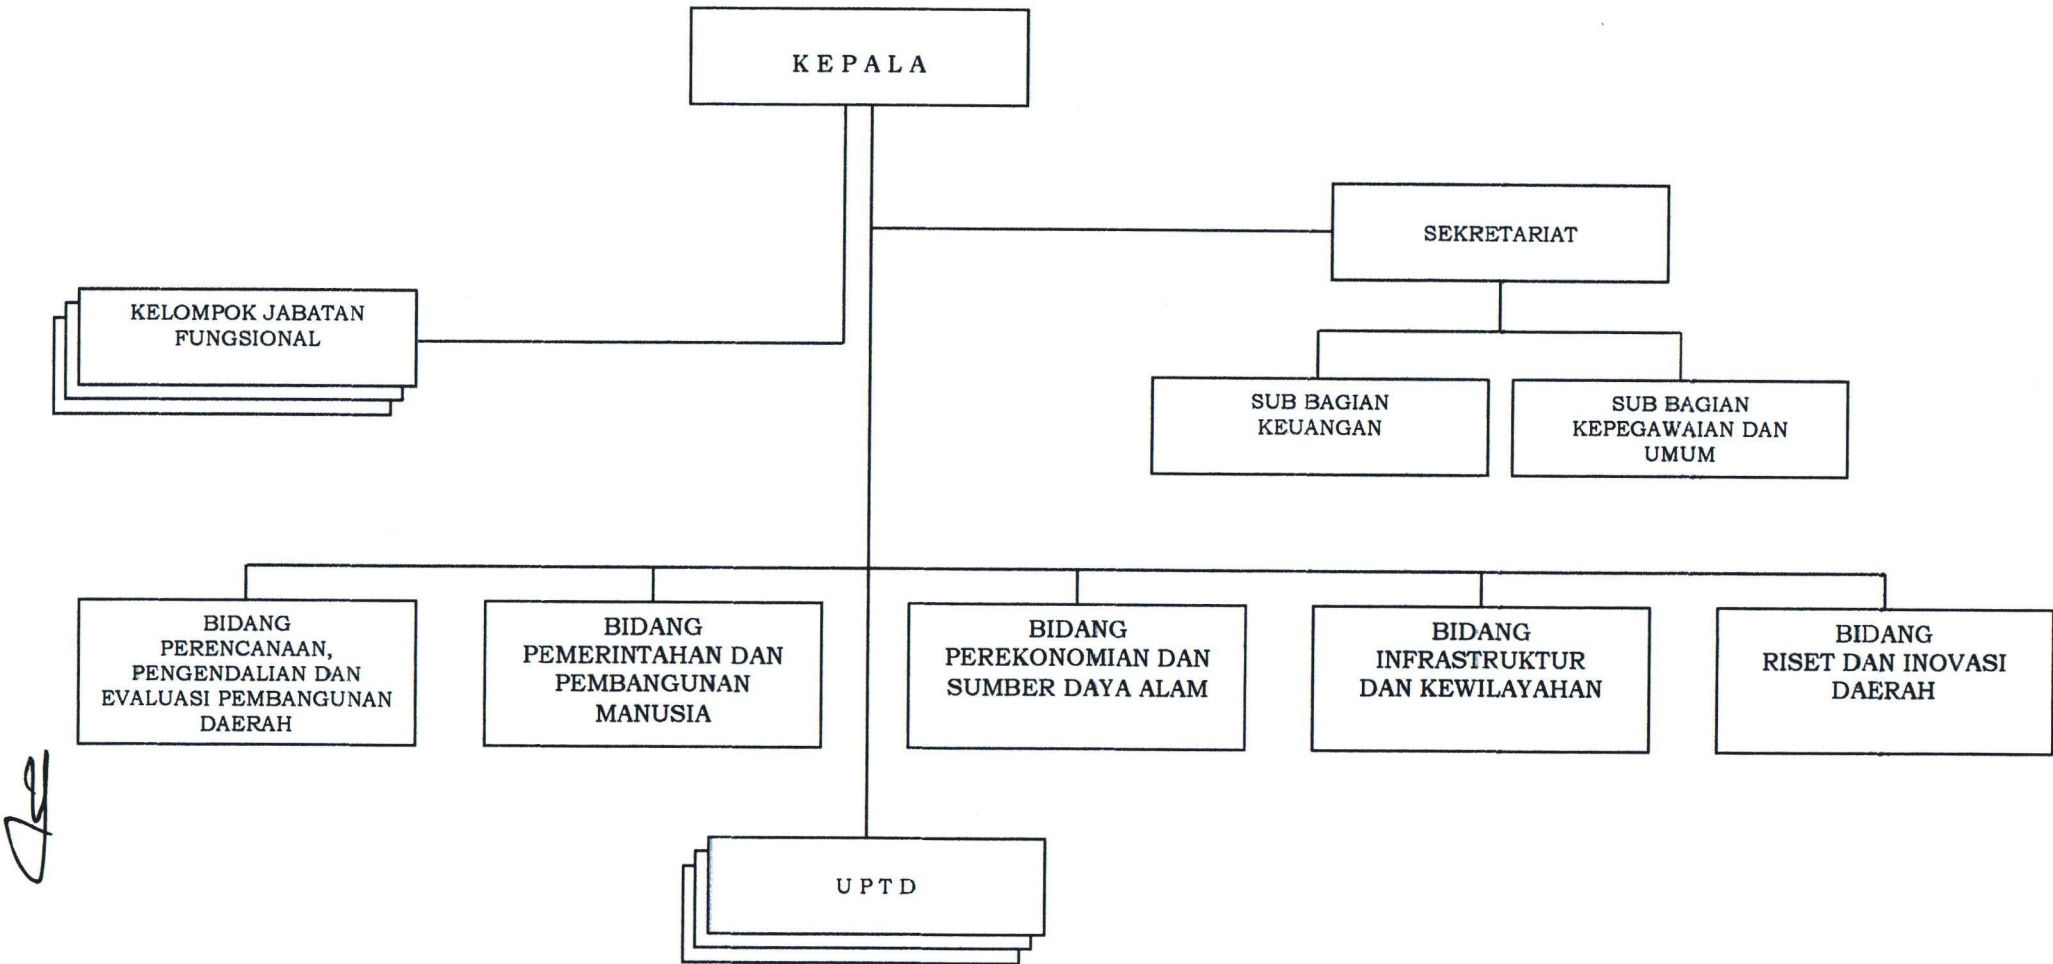 K E P A L A
SEKRETARIAT
KELOMPOK JABATAN
FUNGSIONAL
SUB BAGIAN
KEUANGAN
SUB BAGIAN
KEPEGAWAIAN DAN
UMUM
BIDANG
PERENCANAAN,
PENGENDALIAN DAN
EVALUASI PEMBANGUNAN
DAERAH
BIDANG
PEMERINTAHAN DAN
PEMBANGUNAN
MANUSIA
BIDANG
PEREKONOMIAN DAN
SUMBER DAYA ALAM
BIDANG
INFRASTRUKTUR
DAN KEWILAYAHAN
BIDANG
RISET DAN INOVASI
DAERAH
U P T D